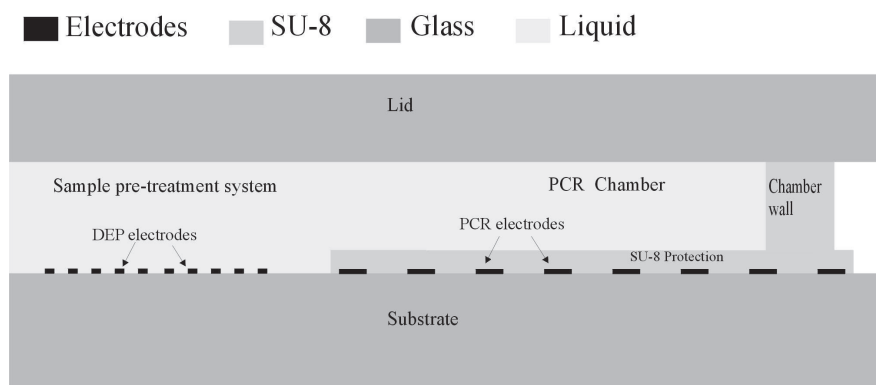 Electrodes SU-8 Glass Liquid
Lid
Sample pre-treatment system
PCR Chamber
Chamber
wall
DEP electrodes
PCR electrodes
SU-8 Protection
Substrate